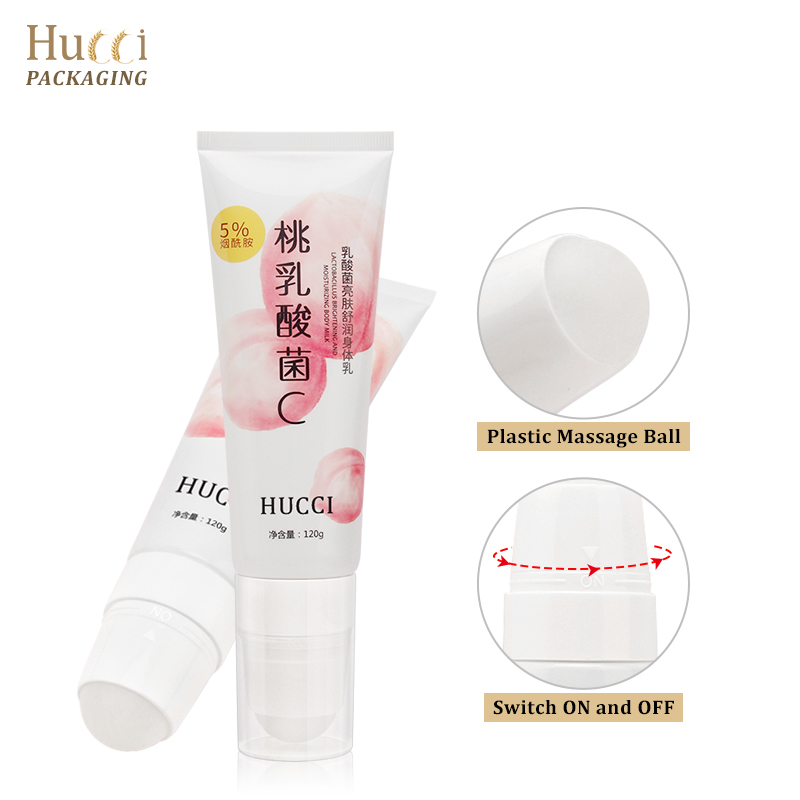 Hucci
PACKAGING
5%
烟酰胺
桃乳酸菌C
乳酸菌亮肤舒润身体乳
LACTOBACILLUS BRIGHTENING AND
MOISTURIZING BODY MILK
HUCCI
净含量：120g
HUCCI
净含量：120g
ON
Plastic Massage Ball
ON
Switch ON and OFF